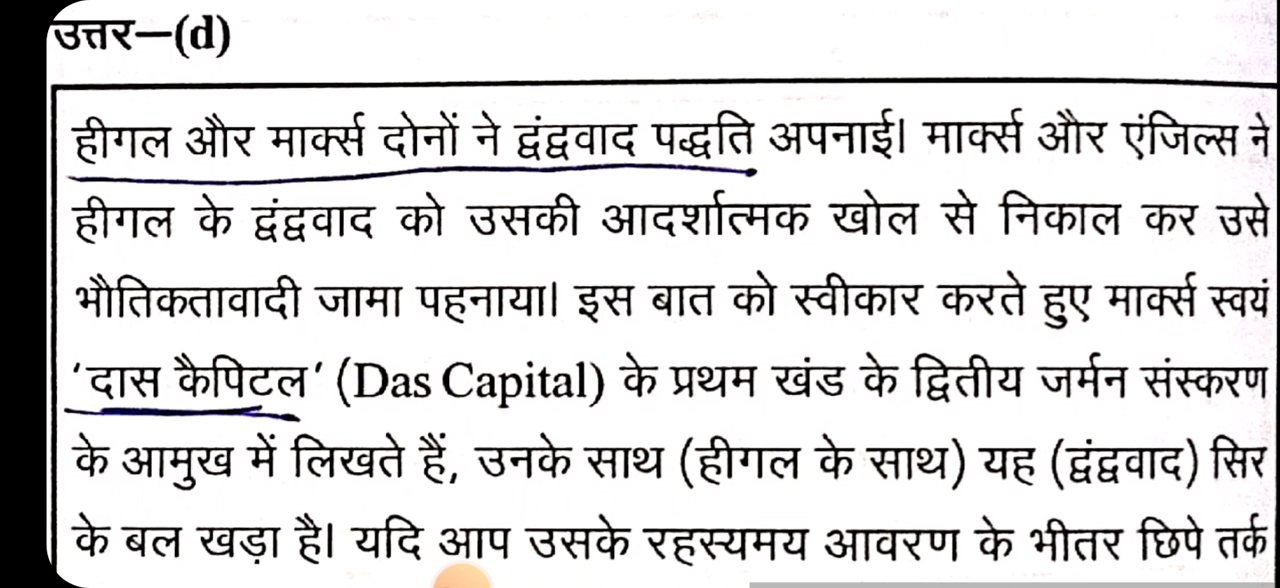 उत्तर—(d)
हीगल और मार्क्स दोनों ने द्वंद्ववाद पद्धति अपनाई। मार्क्स और एंजिल्स ने
हीगल के द्वंद्ववाद को उसकी आदर्शात्मक खोल से निकाल कर उसे
भौतिकतावादी जामा पहनाया। इस बात को स्वीकार करते हुए मार्क्स स्वयं
‘दास कैपिटल’ (Das Capital) के प्रथम खंड के द्वितीय जर्मन संस्करण
के आमुख में लिखते हैं, उनके साथ (हीगल के साथ) यह (द्वंद्ववाद) सिर
के बल खड़ा है। यदि आप उसके रहस्यमय आवरण के भीतर छिपे तर्क